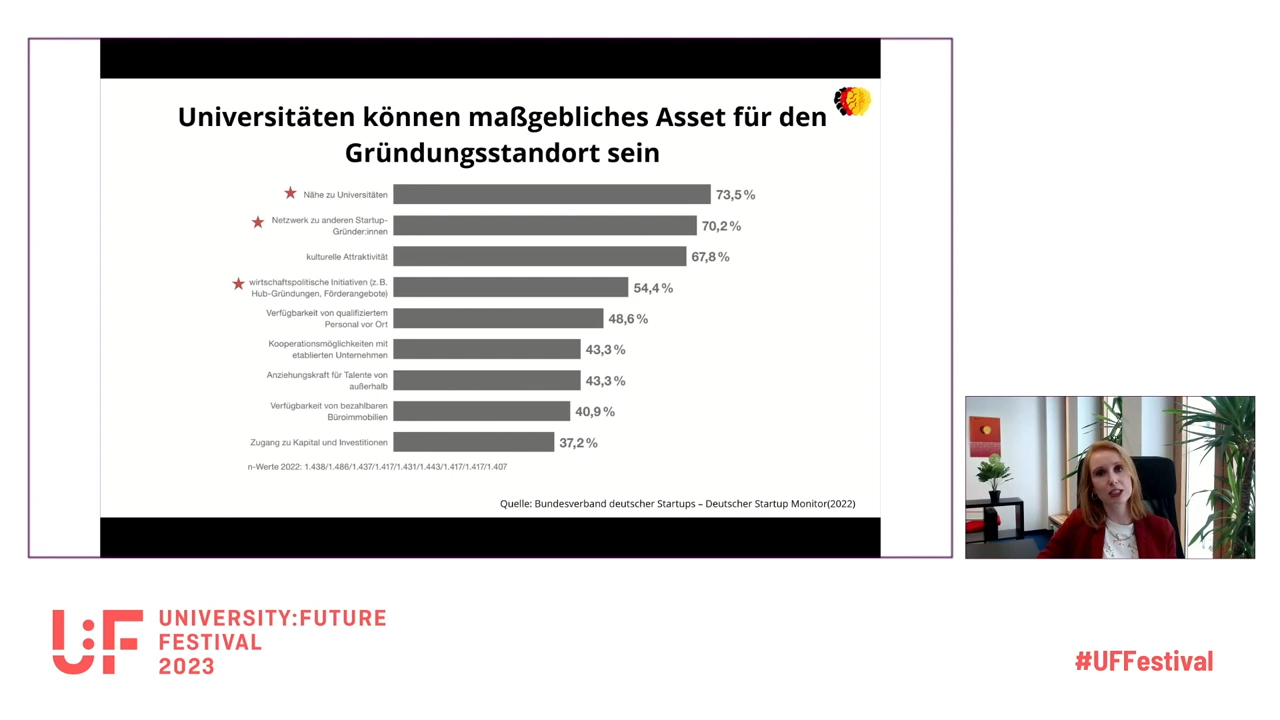 Universitäten können maßgebliches Asset für den
Gründungsstandort sein
Nähe zu Universitäten
73,5 %
Netzwerk zu anderen Startup-
Gründer:innen
70,2 %
kulturelle Attraktivität
67,8 %
wirtschaftspolitische Initiativen (z. B.
Hub-Gründungen, Förderangebote)
54,4 %
Verfügbarkeit von qualifiziertem
Personal vor Ort
48,6 %
Kooperationsmöglichkeiten mit
etablierten Unternehmen
43,3 %
Anziehungskraft für Talente von
außerhalb
43,3 %
Verfügbarkeit von bezahlbaren
Büroimmobilien
40,9 %
Zugang zu Kapital und Investitionen
37,2 %
n-Werte 2022: 1.438/1.486/1.437/1.417/1.431/1.443/1.417/1.417/1.407
Quelle: Bundesverband deutscher Startups – Deutscher Startup Monitor(2022)
U:F
UNIVERSITY:FUTURE
FESTIVAL
2023
#UFFestival